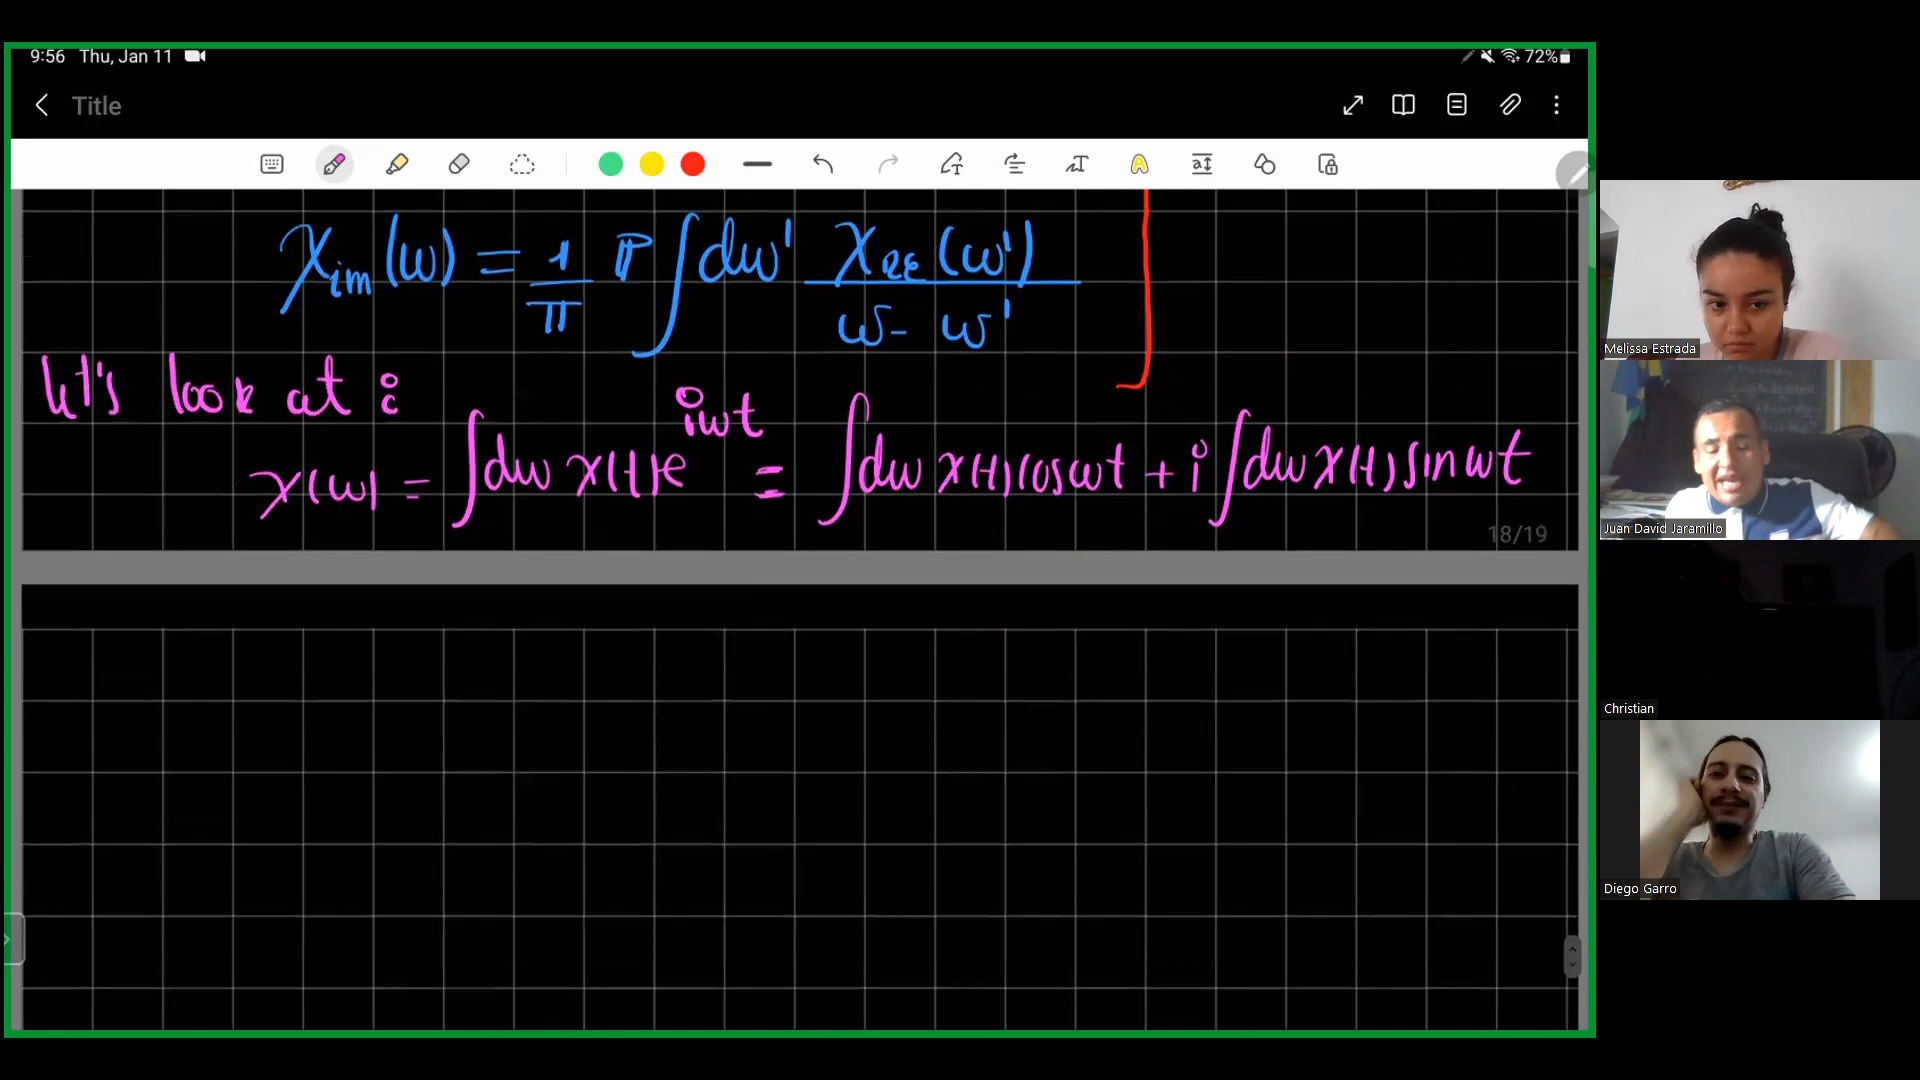 9:56 Thu, Jan 11
72%
Title
χim(ω) = 1/π P ∫dω' χRe(ω')/ω - ω'
Let's look at i
χ(ω) = ∫dω χ(t)e^iωt = ∫dω χ(t)cosωt + i∫dω χ(t) sinωt
18/19
Melissa Estrada
Juan David Jaramillo
Christian
Diego Garro